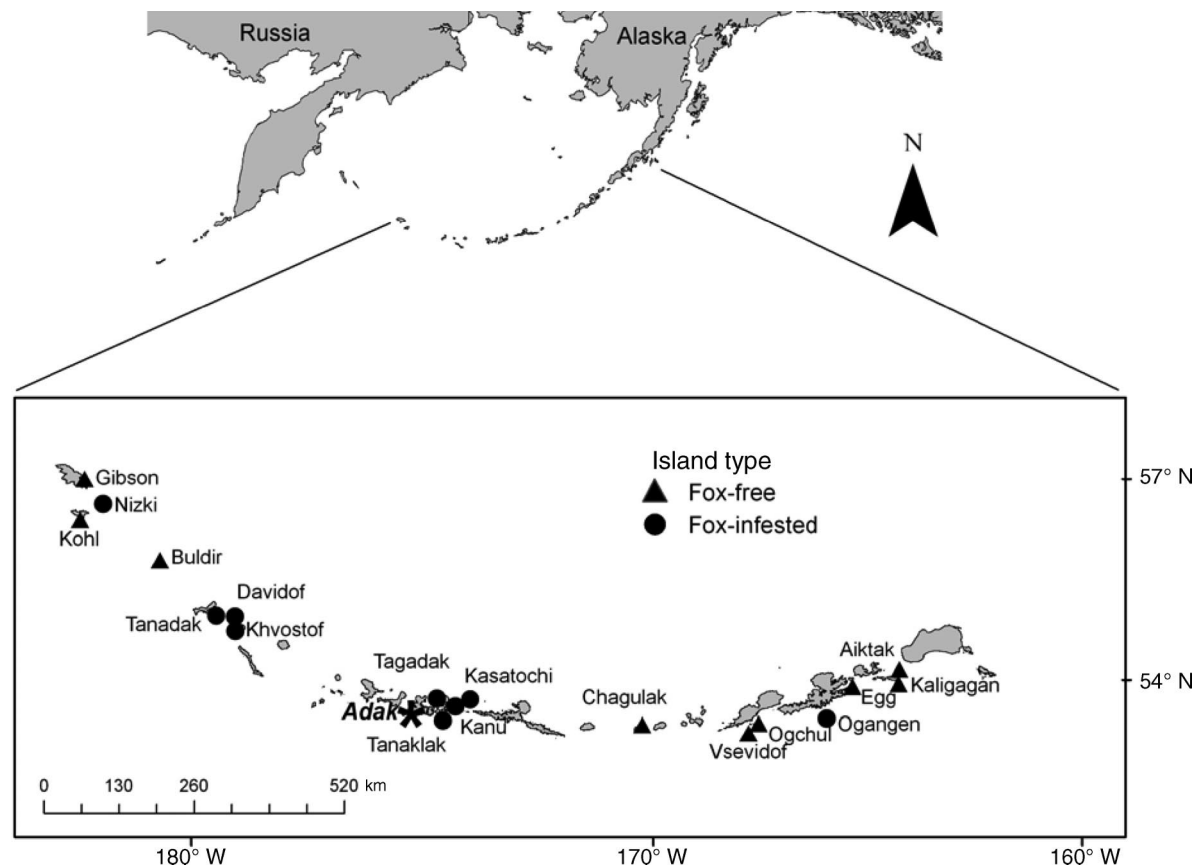 Russia
Alaska
N
Island type
Fox-free
Fox-infested
Gibson
Nizki
Kohl
Buldir
Davidof
Tanadak
Khvostof
Tagadak
Kasatochi
Adak
Kanu
Tanaklak
Chagulak
Aiktak
Kaligagan
Egg
Ogangen
Ogchul
Vsevidof
57° N
54° N
0 130 260 520 km
180° W 170° W 160° W